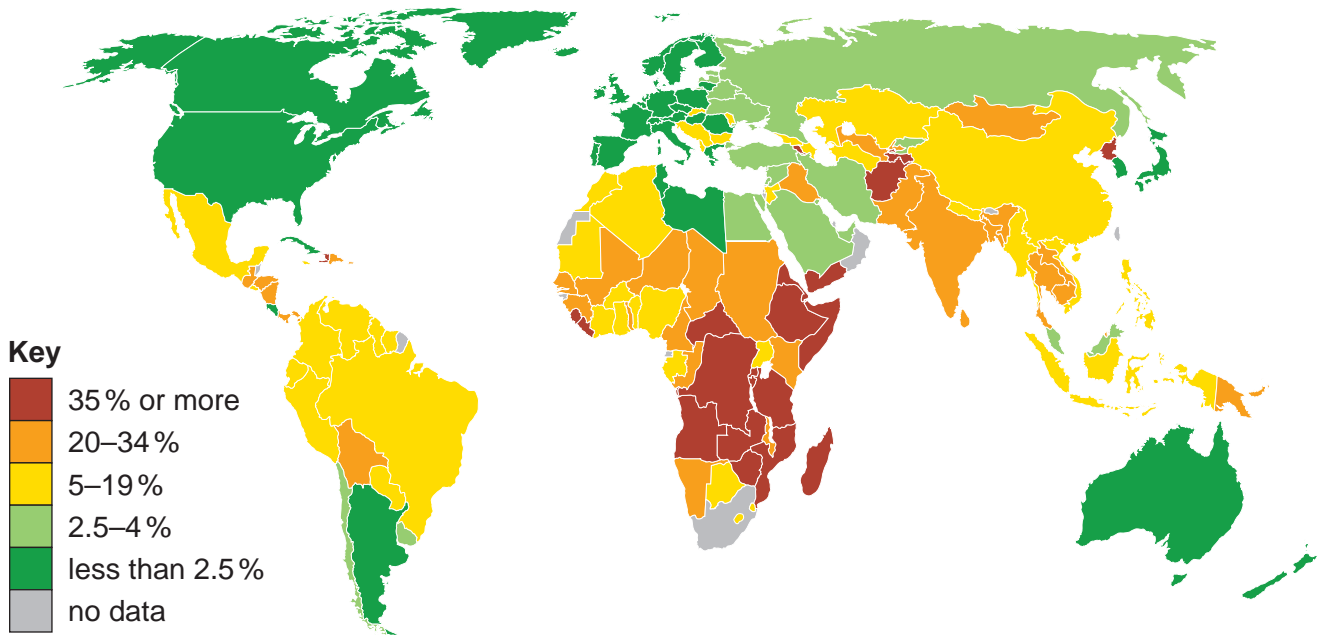 Key
35 % or more
20–34 %
5–19 %
2.5–4 %
less than 2.5 %
no data